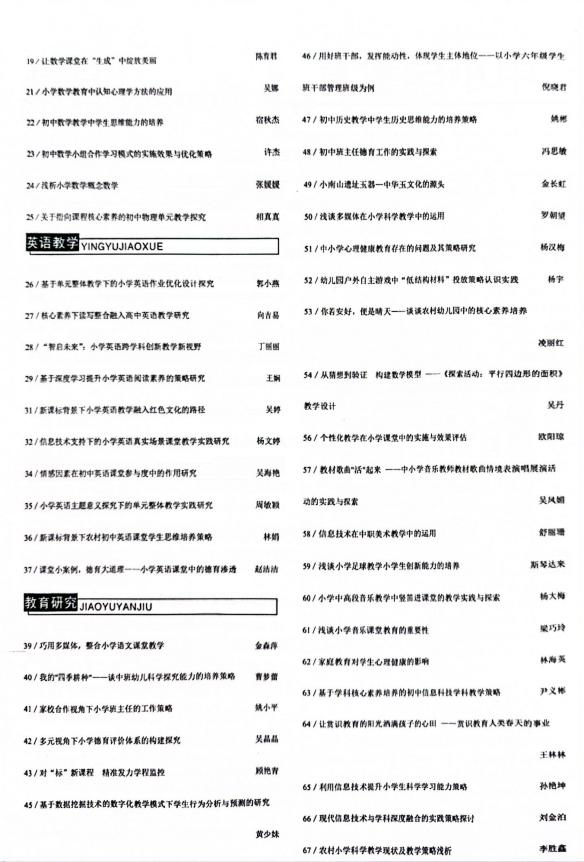 19/让数学课堂在“生成”中绽放美丽 陈育君
21/小学数学教育中认知心理学方法的应用 吴娜
22/初中数学教学中学生思维能力的培养 宿秋杰
23/初中数学小组合作学习模式的实施效果与优化策略 许杰
24/浅析小学数学概念教学 张媛媛
25/关于指向课程核心素养的初中物理单元教学探究 相真真
英语教学 YINGYUJIAOXUE
26/基于单元整体教学下的小学英语作业优化设计探究 郭小燕
27/核心素养下读写整合融入高中英语教学研究 向吉易
28/“智启未来”：小学英语跨学科创新教学新视野 丁丽丽
29/基于深度学习提升小学英语阅读素养的策略研究 王娴
31/新课标背景下小学英语教学融入红色文化的路径 吴婷
32/信息技术支持下的小学英语真实场景课堂教学实践研究 杨文婷
34/情感因素在初中英语课堂参与度中的作用研究 吴海艳
35/小学英语主题意义探究下的单元整体教学实践研究 周敏颖
36/新课标背景下农村初中英语课堂学生思维培养策略 林娟
37/课堂小案例，德育大道理——小学英语课堂中的德育渗透 赵洁洁
教育研究 JIAOYUYANJIU
39/巧用多媒体，整合小学语文课堂教学 金森萍
40/我的“四季耕种”——谈中班幼儿科学探究能力的培养策略 曹梦蕾
41/家校合作视角下小学班主任的工作策略 姚小平
42/多元视角下小学德育评价体系的构建探究 吴晶晶
43/对“标”新课程 精准发力学程监控 顾艳青
45/基于数据挖掘技术的数字化教学模式下学生行为分析与预测的研究
黄少妹
46/用好班干部，发挥能动性，体现学生主体地位——以小学六年级学生
班干部管理班级为例 倪晓君
47/初中历史教学中学生历史思维能力的培养策略 姚彬
48/初中班主任德育工作的实践与探索 冯思敏
49/小南山遗址玉器—中华玉文化的源头 金长虹
50/浅谈多媒体在小学科学教学中的运用 罗朝望
51/中小学心理健康教育存在的问题及其策略研究 杨汉梅
52/幼儿园户外自主游戏中“低结构材料”投放策略认识实践 杨宇
53/你若安好，便是晴天——谈谈农村幼儿园中的核心素养培养
凌丽红
54/从猜想到验证 构建数学模型——《探索活动：平行四边形的面积》
教学设计 吴丹
56/个性化教学在小学课堂中的实施与效果评估 欧阳琼
57/教材歌曲“活”起来——中小学音乐教师教材歌曲情境表演唱展演活
动的实践与探索 吴凤媚
58/信息技术在中职美术教学中的运用 舒丽珊
59/浅谈小学足球教学小学生创新能力的培养 斯琴达来
60/小学中高段音乐教学中竖笛进课堂的教学实践与探索 杨大梅
61/浅谈小学音乐课堂教育的重要性 梁巧玲
62/家庭教育对学生心理健康的影响 林海英
63/基于学科核心素养培养的初中信息科技学科教学策略 尹义彬
64/让赏识教育的阳光洒满孩子的心田——赏识教育人类春天的事业
王林林
65/利用信息技术提升小学生科学学习能力策略 孙艳坤
66/现代信息技术与学科深度融合的实践策略探讨 刘金泊
67/农村小学科学教学现状及教学策略浅析 李胜鑫